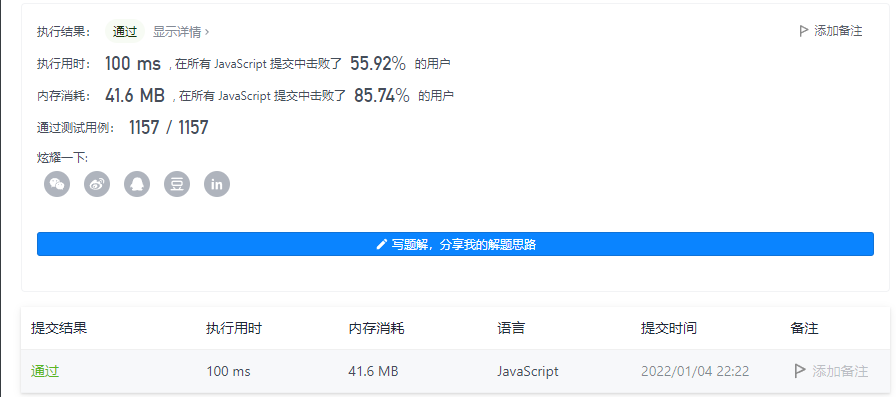 执行结果： 通过 显示详情 › 添加备注
执行用时： 100 ms , 在所有 JavaScript 提交中击败了 55.92% 的用户
内存消耗： 41.6 MB , 在所有 JavaScript 提交中击败了 85.74% 的用户
通过测试用例： 1157 / 1157
炫耀一下:
豆 in
写题解，分享我的解题思路
提交结果 执行用时 内存消耗 语言 提交时间 备注
通过 100 ms 41.6 MB JavaScript 2022/01/04 22:22 添加备注